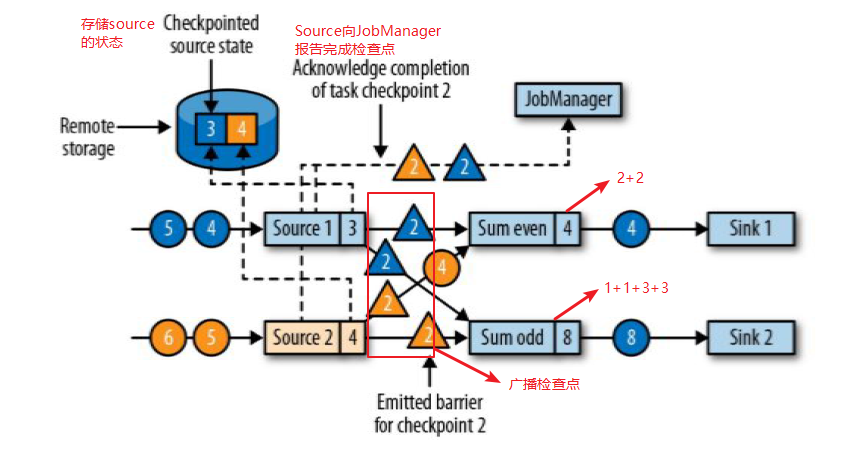 存储source
的状态
Checkpointed
source state
Source向JobManager
报告完成检查点
Acknowledge completion
of task checkpoint 2
JobManager
Remote
storage
3 4
2 2
2+2
5 4 Source 1 3 2 Sum even 4 4 Sink 1
2 4
2
1+1+3+3
6 5 Source 2 4 2 Sum odd 8 8 Sink 2
广播检查点
Emitted barrier
for checkpoint 2